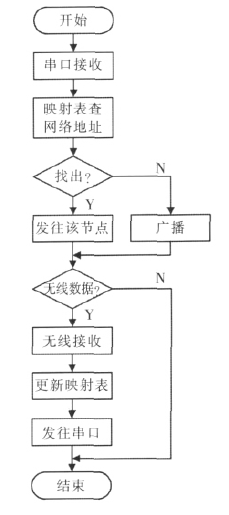 开始
串口接收
映射表查
网络地址
找出?
N
Y
发往该节点
广播
无线数据?
N
Y
无线接收
更新映射表
发往串口
结束